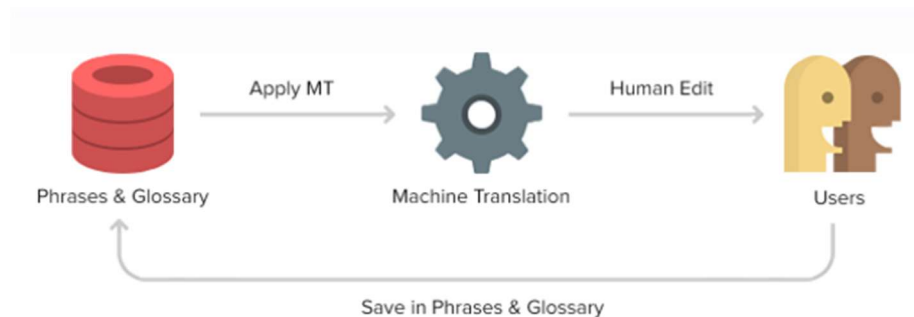 Apply MT
Human Edit
Phrases & Glossary
Machine Translation
Users
Save in Phrases & Glossary